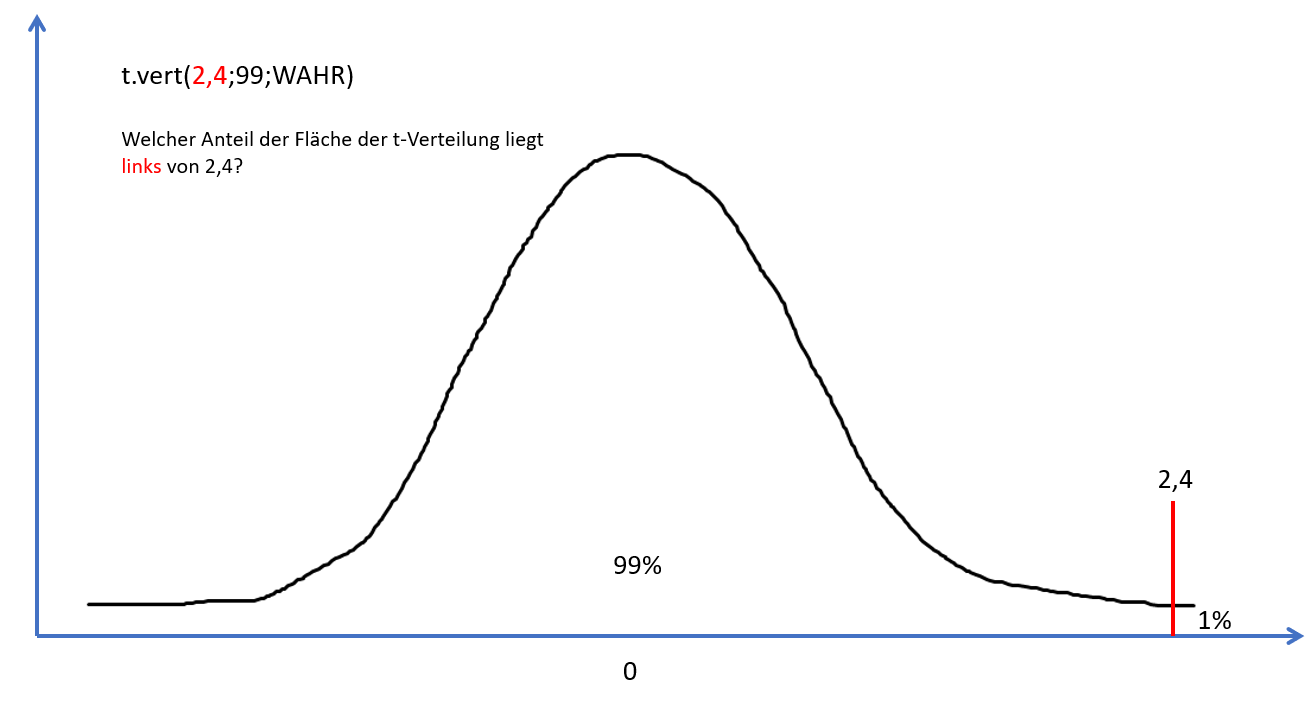 t.vert(2,4;99;WAHR)
Welcher Anteil der Fläche der t-Verteilung liegt
links von 2,4?
2,4
99%
1%
0